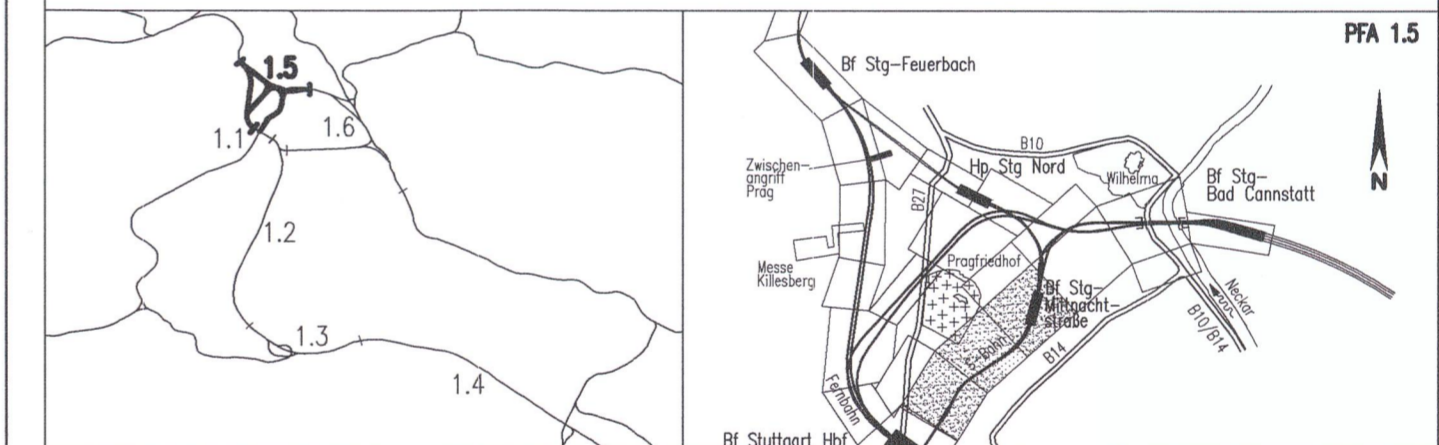 1.5
1.1
1.6
1.2
1.3
1.4
PFA 1.5
Bf Stg-Feuerbach
B10
Zwischen-
angriff
Prag
Hp Stg Nord
Wilhelma
Bf Stg-
Bad Cannstatt
N
B27
Messe
Killesberg
Pragfriedhof
Bf Stg-
Mittnacht-
straße
Neckar
B10/B14
B14
S-Bahn
Fernbahn
Bf Stuttgart Hbf